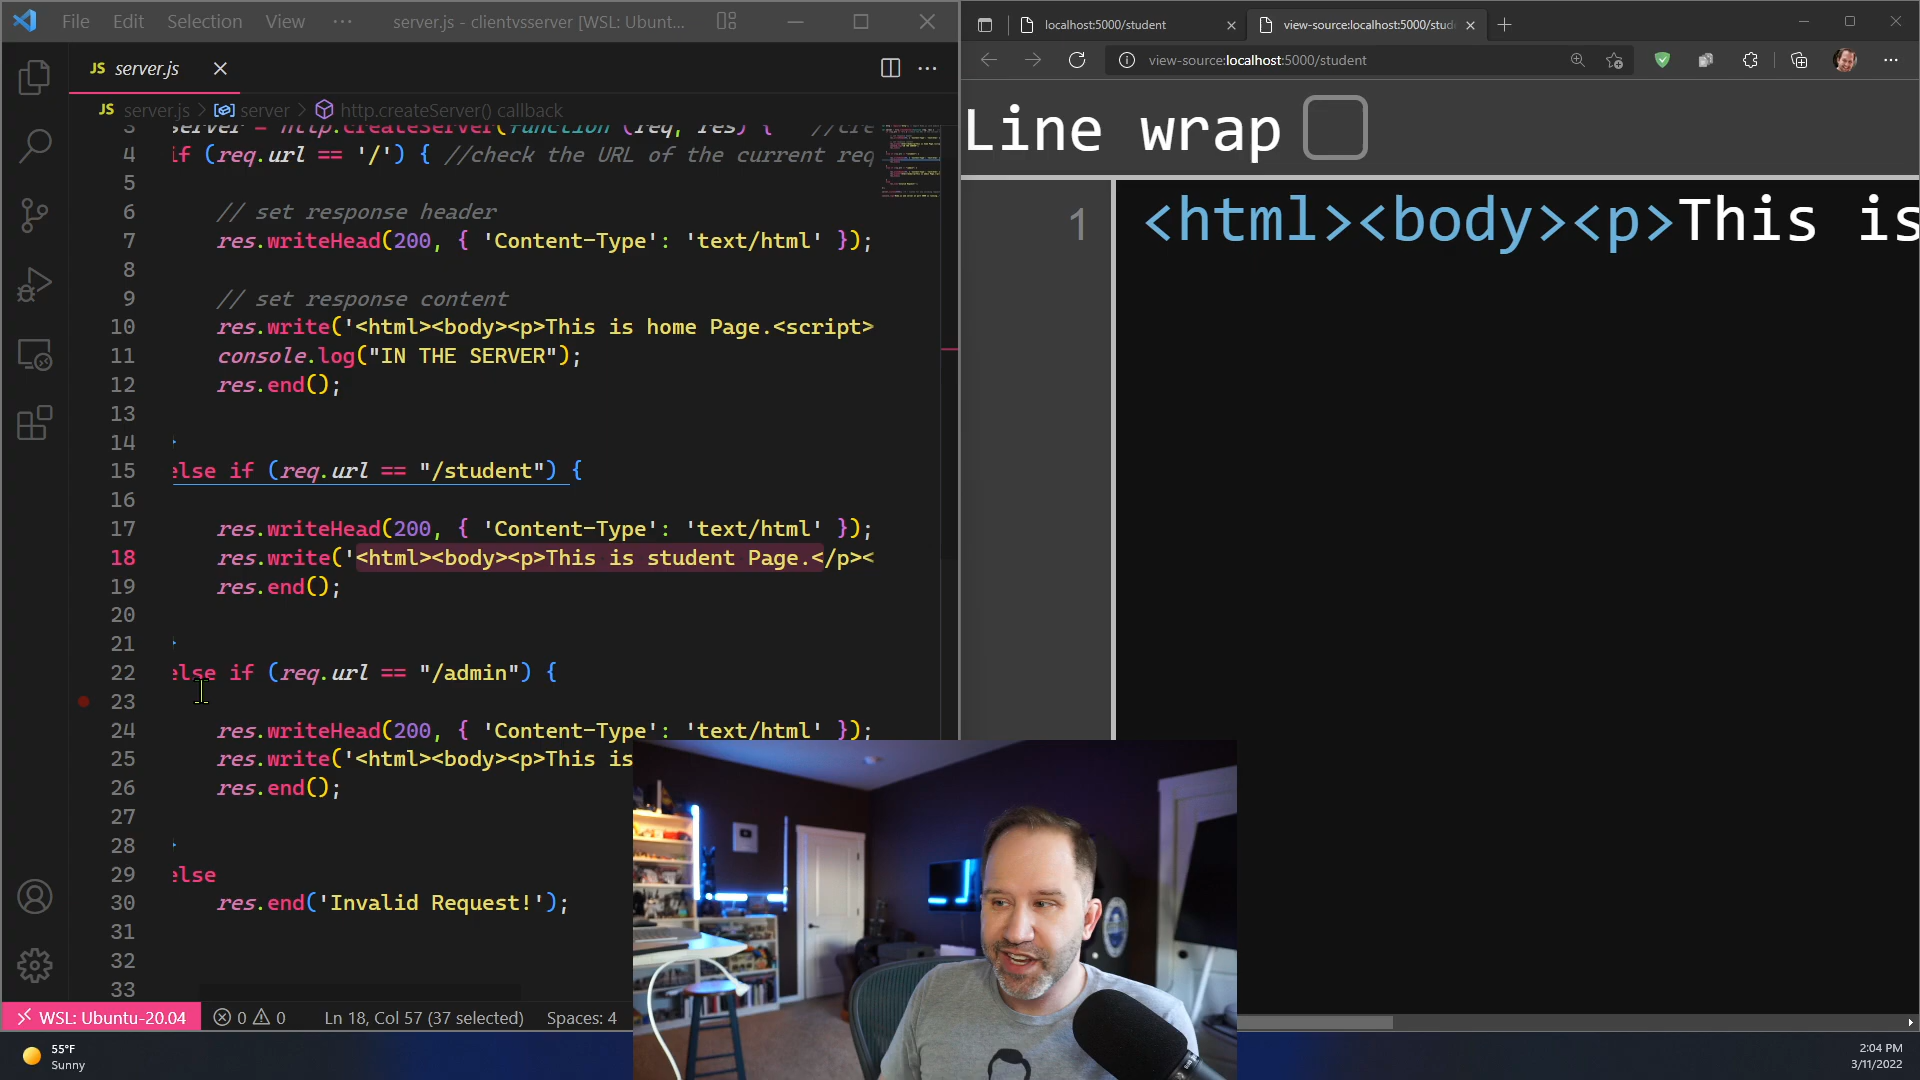 File Edit Selection View ··· server.js - clientvsserver [WSL: Ubunt...
JS server.js
JS server.js > server > http.createServer() callback
3 server = http.createServer(function (req, res) { //cre
4 if (req.url == '/') { //check the URL of the current req
5
6 // set response header
7 res.writeHead(200, { 'Content-Type': 'text/html' });
8
9 // set response content
10 res.write('<html><body><p>This is home Page.<script>
11 console.log("IN THE SERVER");
12 res.end();
13
14 }
15 else if (req.url == "/student") {
16
17 res.writeHead(200, { 'Content-Type': 'text/html' });
18 res.write('<html><body><p>This is student Page.</p><
19 res.end();
20
21 }
22 else if (req.url == "/admin") {
23
24 res.writeHead(200, { 'Content-Type': 'text/html' });
25 res.write('<html><body><p>This is
26 res.end();
27
28 }
29 else
30 res.end('Invalid Request!');
31
32
33
WSL: Ubuntu-20.04 0 0 Ln 18, Col 57 (37 selected) Spaces: 4
localhost:5000/student
view-source:localhost:5000/stud
view-source:localhost:5000/student
Line wrap
1 <html><body><p>This is
55°F
Sunny
2:04 PM
3/11/2022